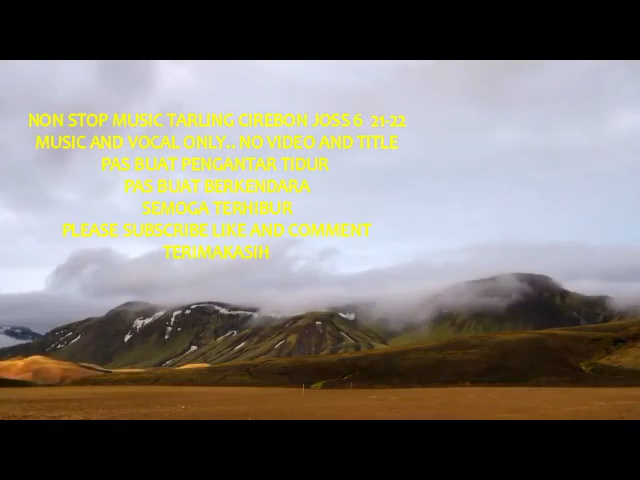 NON STOP MUSIC TARLING CIREBON JOSS 6 21-22
MUSIC AND VOCAL ONLY.. NO VIDEO AND TITLE
PAS BUAT PENGANTAR TIDUR
PAS BUAT BERKENDARA
SEMOGA TERHIBUR
PLEASE SUBSCRIBE LIKE AND COMMENT
TERIMAKASIH